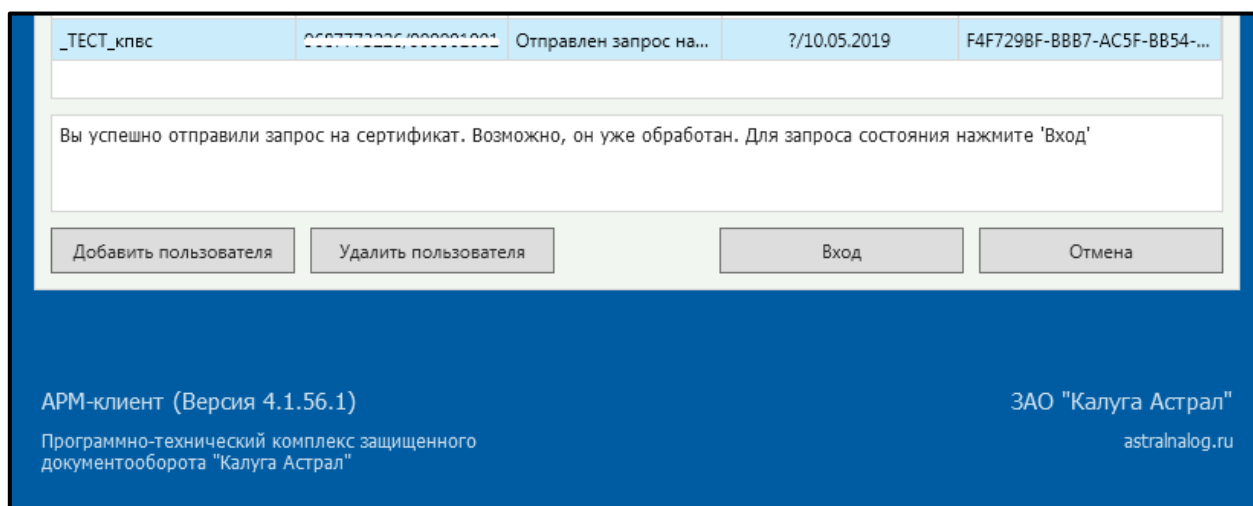 _ТЕСТ_кпвс Отправлен запрос на... ?/10.05.2019 F4F729BF-BBB7-AC5F-BB54-...
Вы успешно отправили запрос на сертификат. Возможно, он уже обработан. Для запроса состояния нажмите 'Вход'
Добавить пользователя Удалить пользователя Вход Отмена
АРМ-клиент (Версия 4.1.56.1) ЗАО "Калуга Астрал"
Программно-технический комплекс защищенного astralnalog.ru
документооборота "Калуга Астрал"